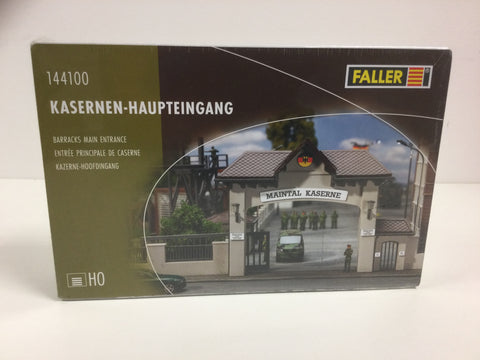 144100
FALLER
KASERNEN-HAUPTEINGANG
BARRACKS MAIN ENTRANCE
ENTRÉE PRINCIPALE DE CASERNE
KAZERNE-HOOFDINGANG
MAINTAL KASERNE
H0